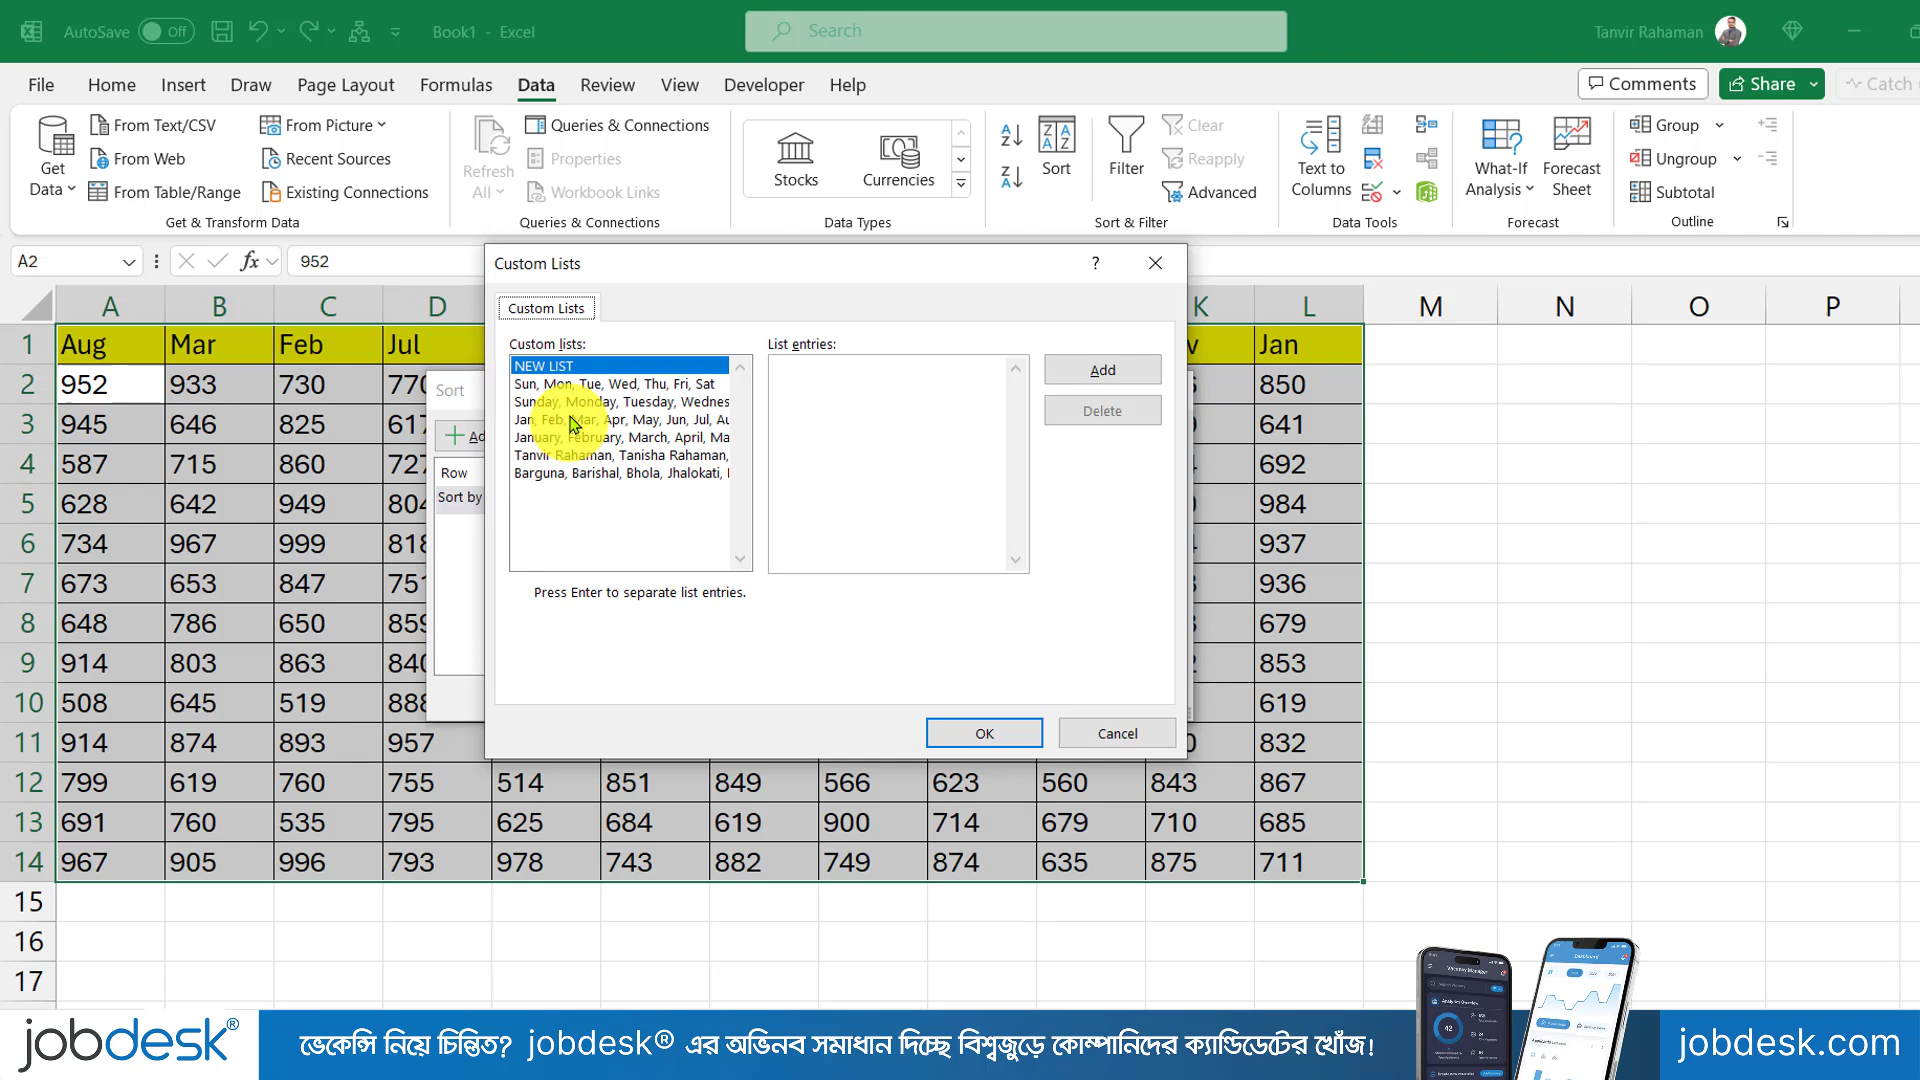 AutoSave Off Book1 - Excel Search Tanvir Rahaman
File Home Insert Draw Page Layout Formulas Data Review View Developer Help Comments Share Catch
Get Data From Text/CSV From Web From Table/Range From Picture Recent Sources Existing Connections
Refresh All Queries & Connections Properties Workbook Links
Stocks Currencies
Sort Filter Clear Reapply Advanced
Text to Columns
What-If Analysis Forecast Sheet
Group Ungroup Subtotal
Get & Transform Data Queries & Connections Data Types Sort & Filter Data Tools Forecast Outline
A2 fx 952
Custom Lists ?
Custom Lists
Custom lists: List entries:
NEW LIST
Sun, Mon, Tue, Wed, Thu, Fri, Sat
Sunday, Monday, Tuesday, Wednes
Jan, Feb, Mar, Apr, May, Jun, Jul, Au
January, February, March, April, Ma
Tanvir Rahaman, Tanisha Rahaman,
Barguna, Barishal, Bhola, Jhalokati,
Add
Delete
Press Enter to separate list entries.
OK Cancel
Sort
Ad
Row
Sort by
A B C D K L M N O P
1 Aug Mar Feb Jul v Jan
2 952 933 730 770 850
3 945 646 825 617 641
4 587 715 860 727 692
5 628 642 949 804 984
6 734 967 999 818 937
7 673 653 847 751 936
8 648 786 650 859 679
9 914 803 863 840 853
10 508 645 519 888 619
11 914 874 893 957 0 832
12 799 619 760 755 514 851 849 566 623 560 843 867
13 691 760 535 795 625 684 619 900 714 679 710 685
14 967 905 996 793 978 743 882 749 874 635 875 711
15
16
17
jobdesk® ভেকেন্সি নিয়ে চিন্তিত? jobdesk® এর অভিনব সমাধান দিচ্ছে বিশ্বজুড়ে কোম্পানিদের ক্যান্ডিডেটের খোঁজ! jobdesk.com